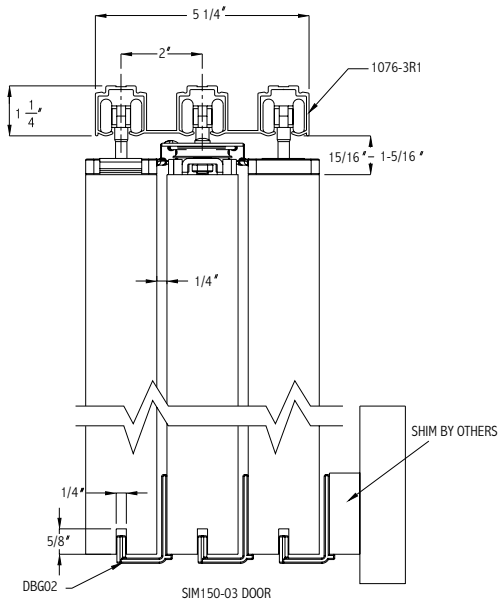 5 1/4"
2"
1076-3R1
1 1/4"
15/16" - 1-5/16"
1/4"
SHIM BY OTHERS
1/4"
5/8"
DBG02
SIM150-03 DOOR